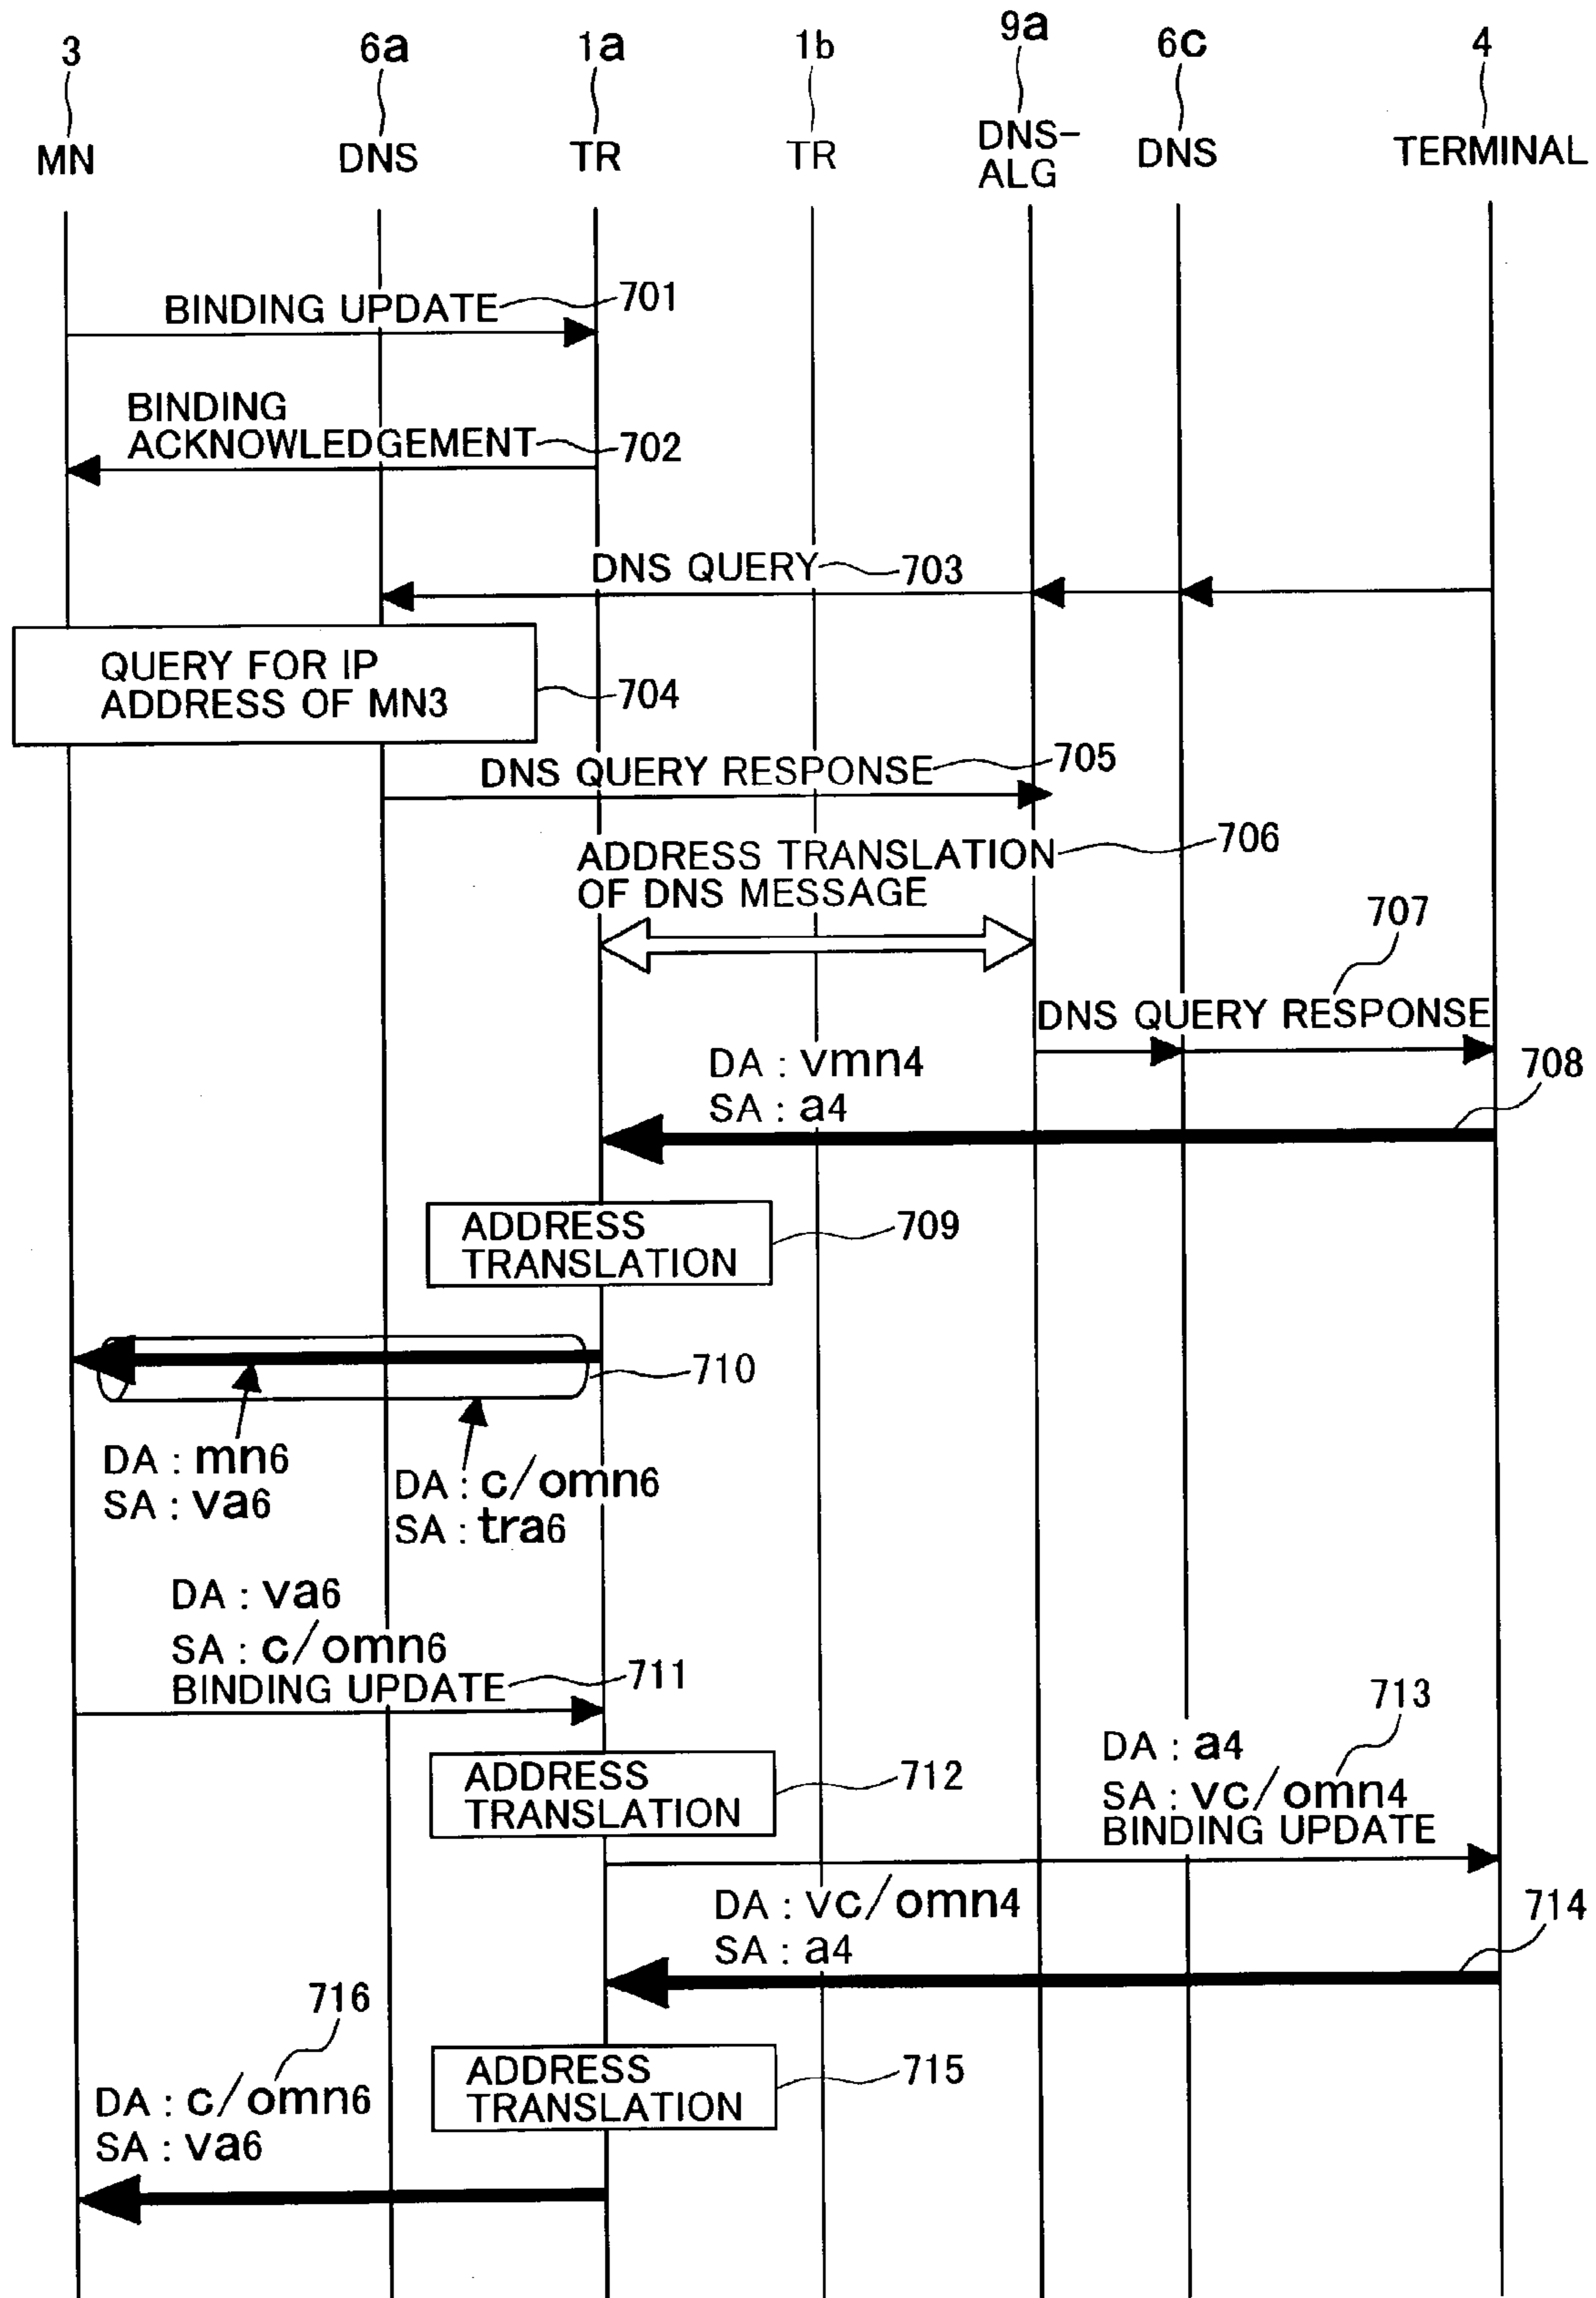 3 6a 1a 1b 9a 6c 4
MN DNS TR TR DNS- DNS TERMINAL
ALG
BINDING UPDATE 701
BINDING
ACKNOWLEDGEMENT 702
DNS QUERY 703
QUERY FOR IP
ADDRESS OF MN3
704
DNS QUERY RESPONSE 705
ADDRESS TRANSLATION 706
OF DNS MESSAGE
707
DNS QUERY RESPONSE
DA : vmn4
SA : a4
708
ADDRESS
TRANSLATION
709
710
DA : mn6
SA : va6
DA : c/omn6
SA : tra6
DA : va6
SA : c/omn6
BINDING UPDATE 711
ADDRESS
TRANSLATION
712
713
DA : a4
SA : vc/omn4
BINDING UPDATE
DA : vc/omn4
SA : a4
714
ADDRESS
TRANSLATION
715
716
DA : c/omn6
SA : va6